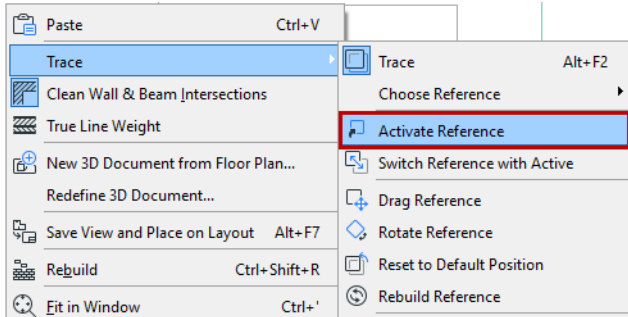 Paste Ctrl+V
Trace
Clean Wall & Beam Intersections
True Line Weight
New 3D Document from Floor Plan...
Redefine 3D Document...
Save View and Place on Layout Alt+F7
Rebuild Ctrl+Shift+R
Fit in Window Ctrl+'
Trace Alt+F2
Choose Reference
Activate Reference
Switch Reference with Active
Drag Reference
Rotate Reference
Reset to Default Position
Rebuild Reference